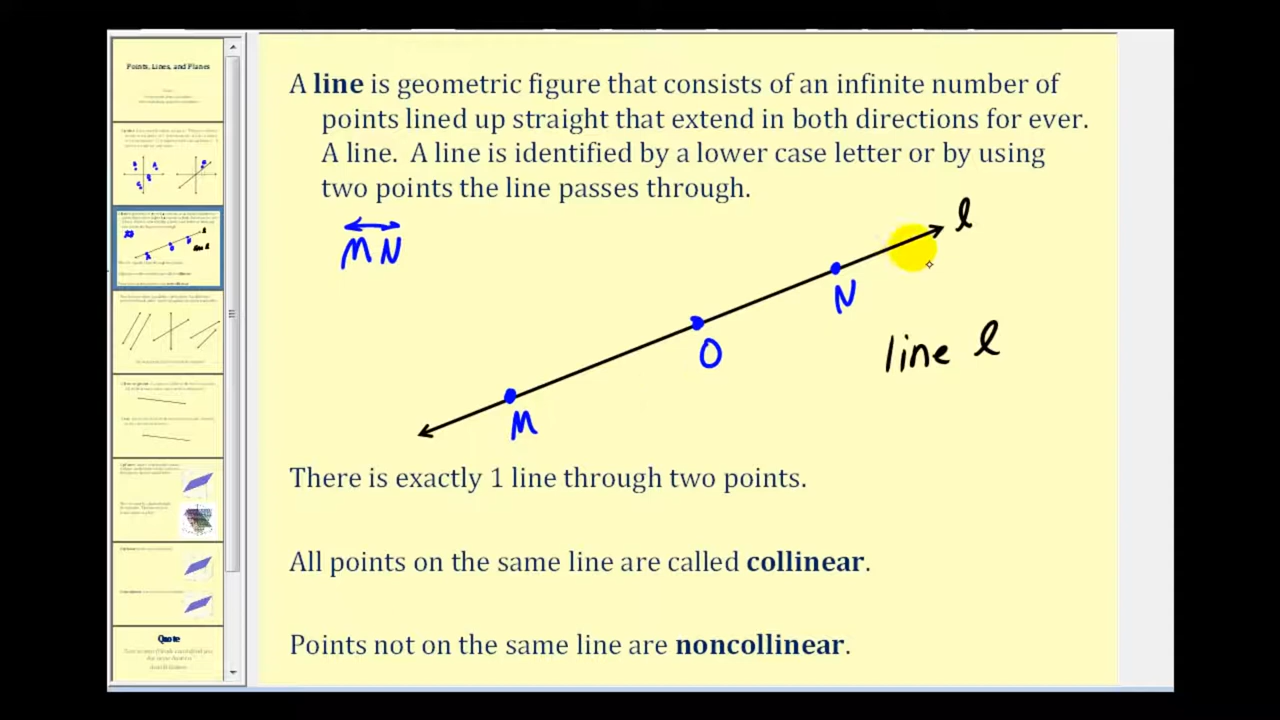 Points, Lines, and Planes
A line is geometric figure that consists of an infinite number of
points lined up straight that extend in both directions for ever.
A line. A line is identified by a lower case letter or by using
two points the line passes through.
MN
l
N
O
line l
M
There is exactly 1 line through two points.
All points on the same line are called collinear.
Points not on the same line are noncollinear.
Quote